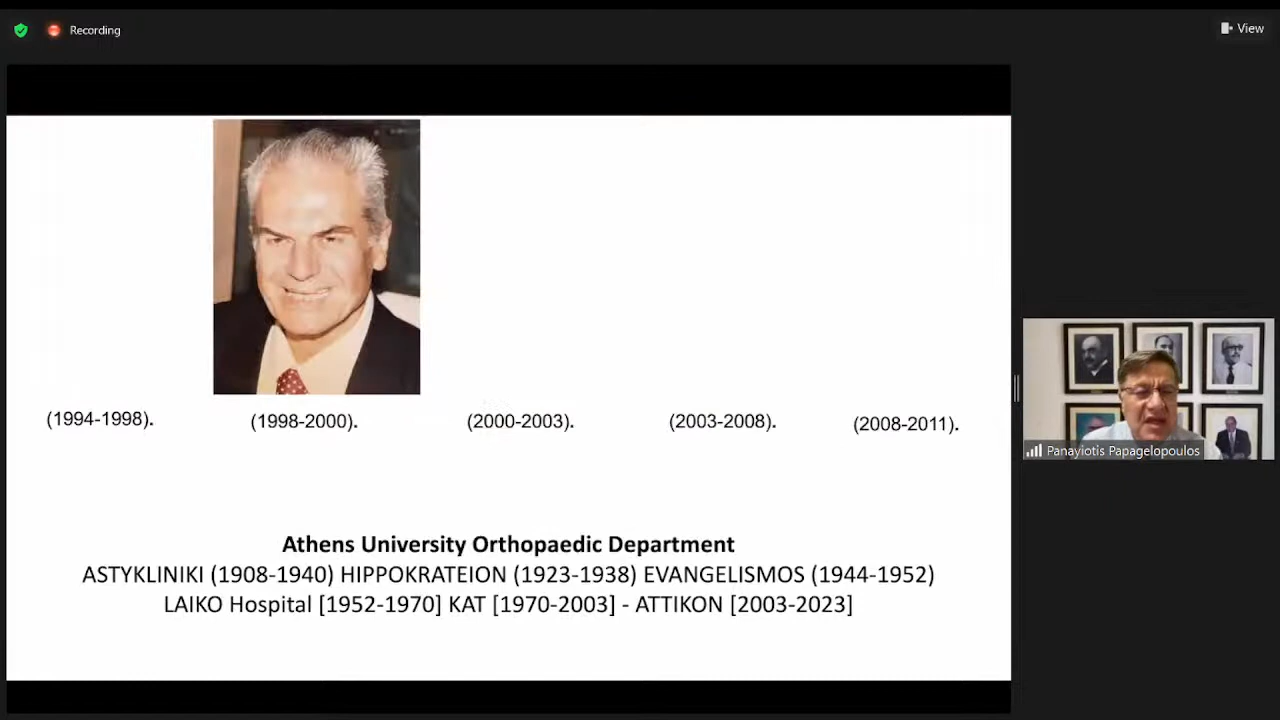 Recording
View
(1994-1998).
(1998-2000).
(2000-2003).
(2003-2008).
(2008-2011).
Panayiotis Papagelopoulos
Athens University Orthopaedic Department
ASTYKLINIKI (1908-1940) HIPPOKRATEION (1923-1938) EVANGELISMOS (1944-1952)
LAIKO Hospital [1952-1970] KAT [1970-2003] - ATTIKON [2003-2023]